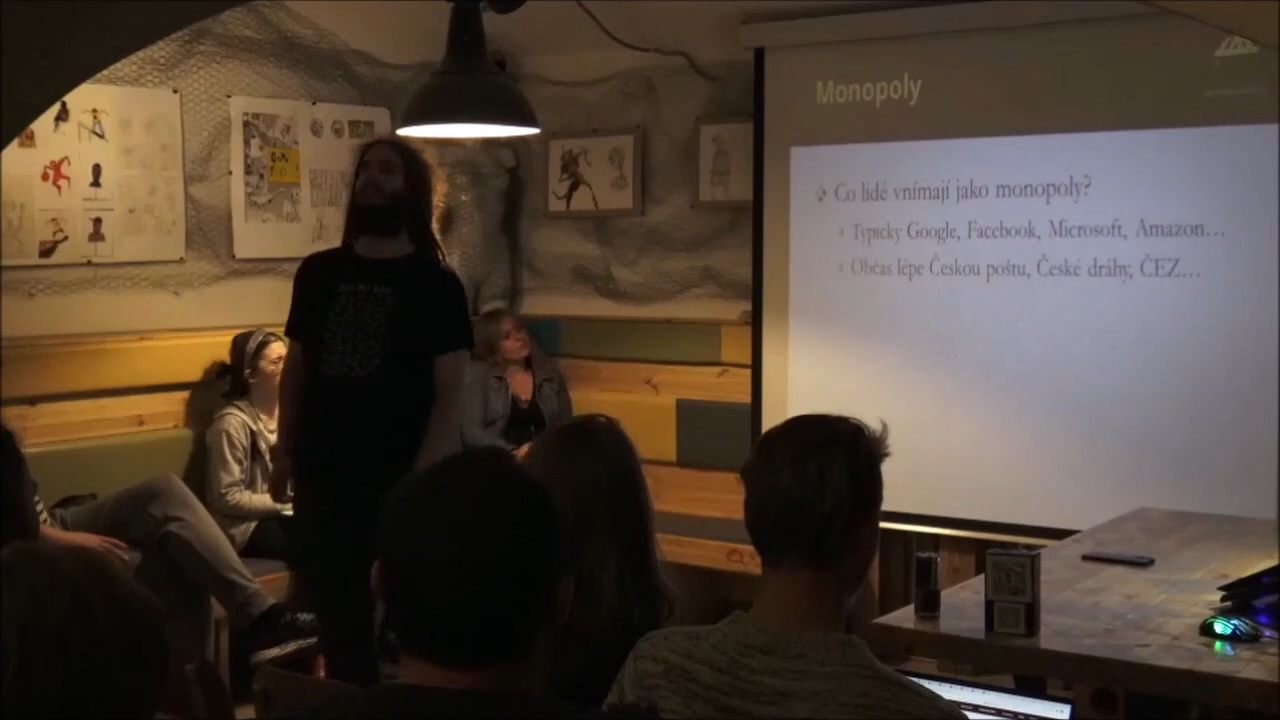 Monopoly
Co lidé vnímají jako monopoly?
Typicky Google, Facebook, Microsoft, Amazon…
Občas lépe Českou poštu, České dráhy, ČEZ…